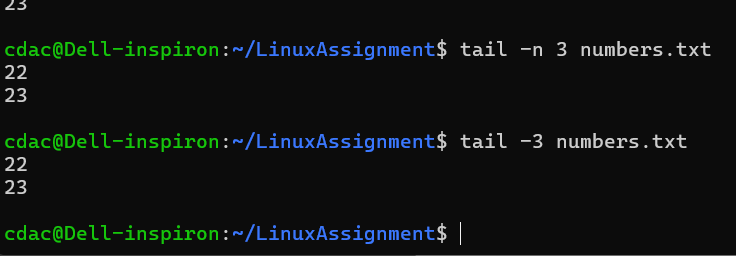 23
cdac@Dell-inspiron:~/LinuxAssignment$ tail -n 3 numbers.txt
22
23
cdac@Dell-inspiron:~/LinuxAssignment$ tail -3 numbers.txt
22
23
cdac@Dell-inspiron:~/LinuxAssignment$